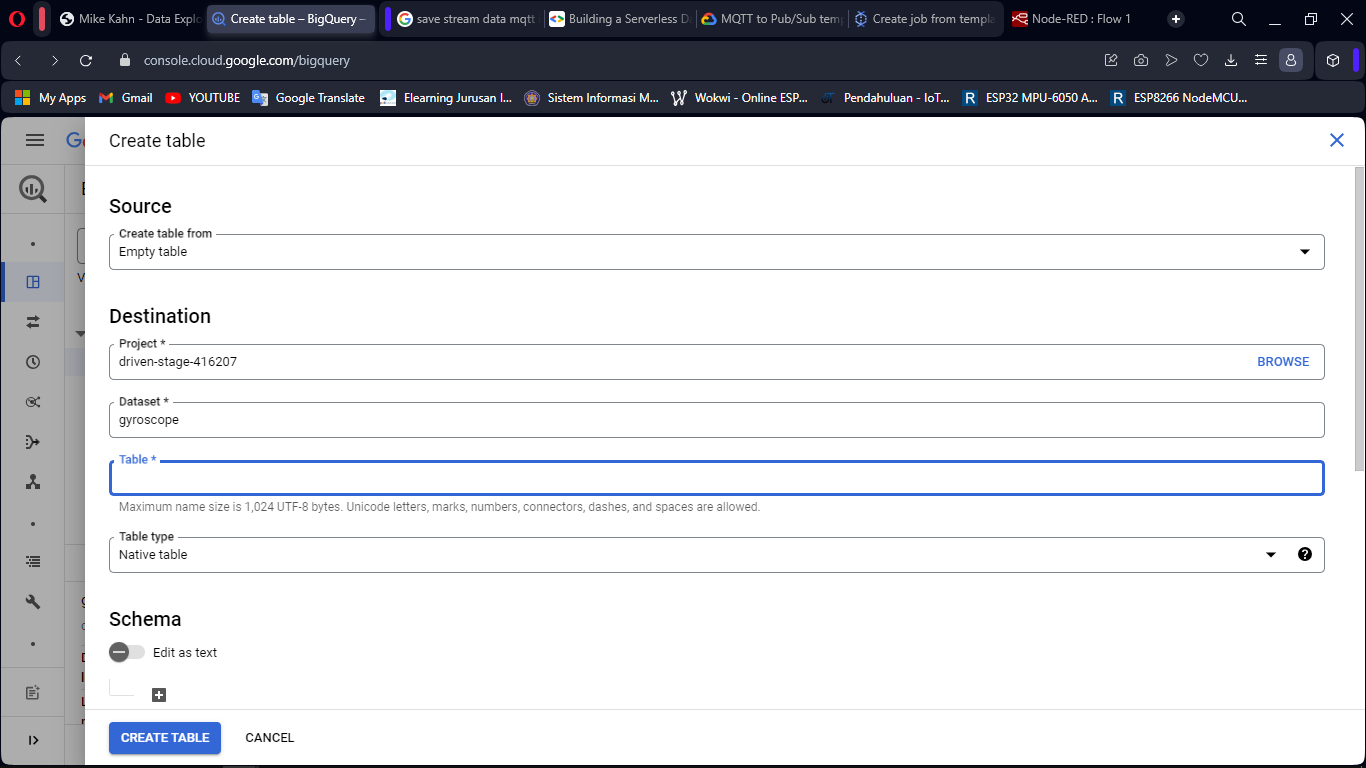 Mike Kahn - Data Explo
Create table – BigQuery –
save stream data mqtt
Building a Serverless D
MQTT to Pub/Sub tem
Create job from templa
Node-RED : Flow 1
console.cloud.google.com/bigquery
My Apps
Gmail
YOUTUBE
Google Translate
Elearning Jurusan I...
Sistem Informasi M...
Wokwi - Online ESP...
Pendahuluan - IoT...
ESP32 MPU-6050 A...
ESP8266 NodeMCU...
Create table
Source
Create table from
Empty table
Destination
Project *
driven-stage-416207
BROWSE
Dataset *
gyroscope
Table *
Maximum name size is 1,024 UTF-8 bytes. Unicode letters, marks, numbers, connectors, dashes, and spaces are allowed.
Table type
Native table
Schema
Edit as text
CREATE TABLE
CANCEL